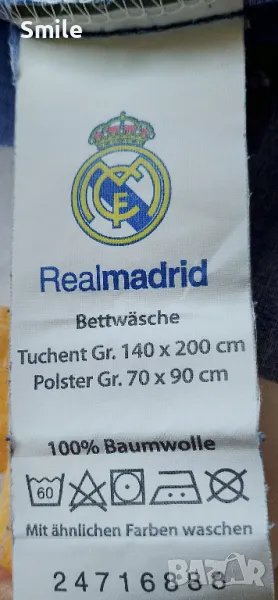 Smile
Realmadrid
Bettwäsche
Tuchent Gr. 140 x 200 cm
Polster Gr. 70 x 90 cm
100% Baumwolle
60
Mit ähnlichen Farben waschen
24716888
BAZAR